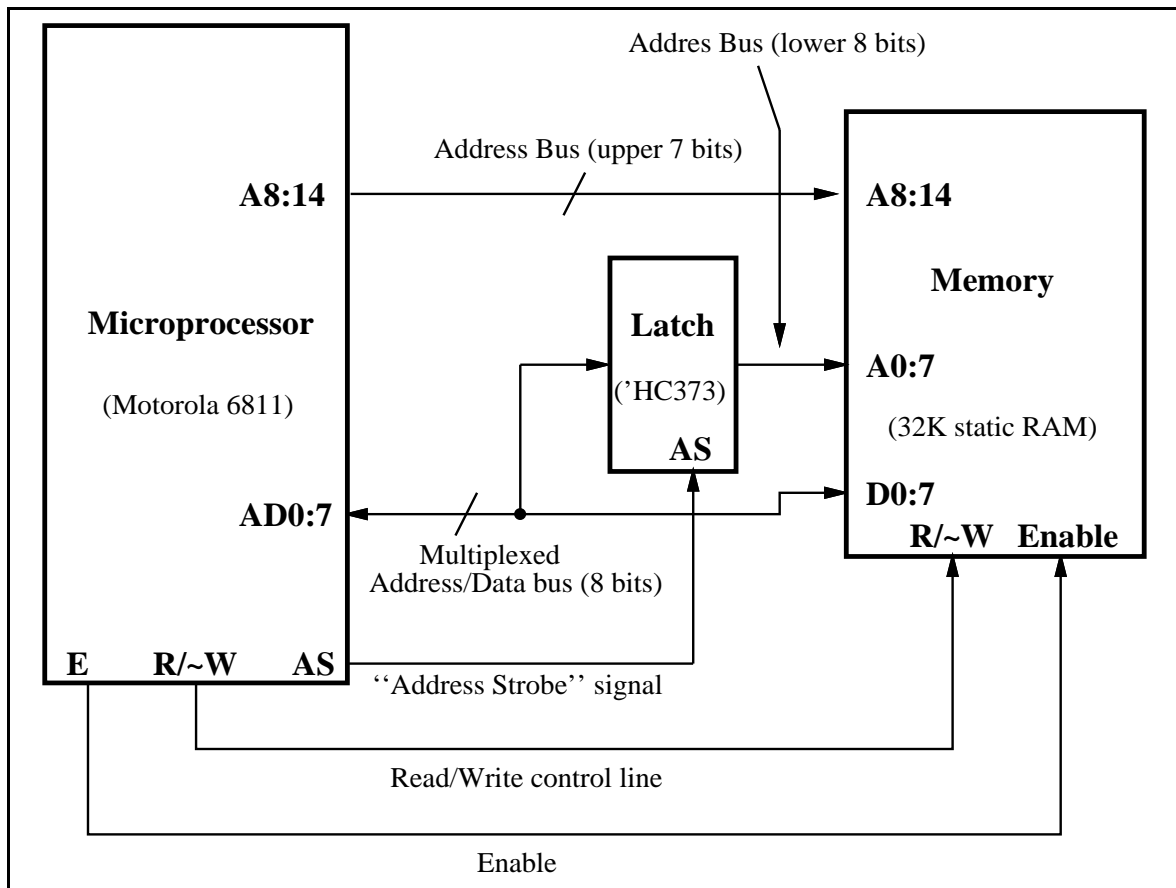 Addres Bus (lower 8 bits)
Address Bus (upper 7 bits)
A8:14
A8:14
Microprocessor
(Motorola 6811)
Latch
('HC373)
AS
Memory
A0:7
(32K static RAM)
AD0:7
D0:7
R/~W Enable
Multiplexed
Address/Data bus (8 bits)
E R/~W AS
‘‘Address Strobe’’ signal
Read/Write control line
Enable